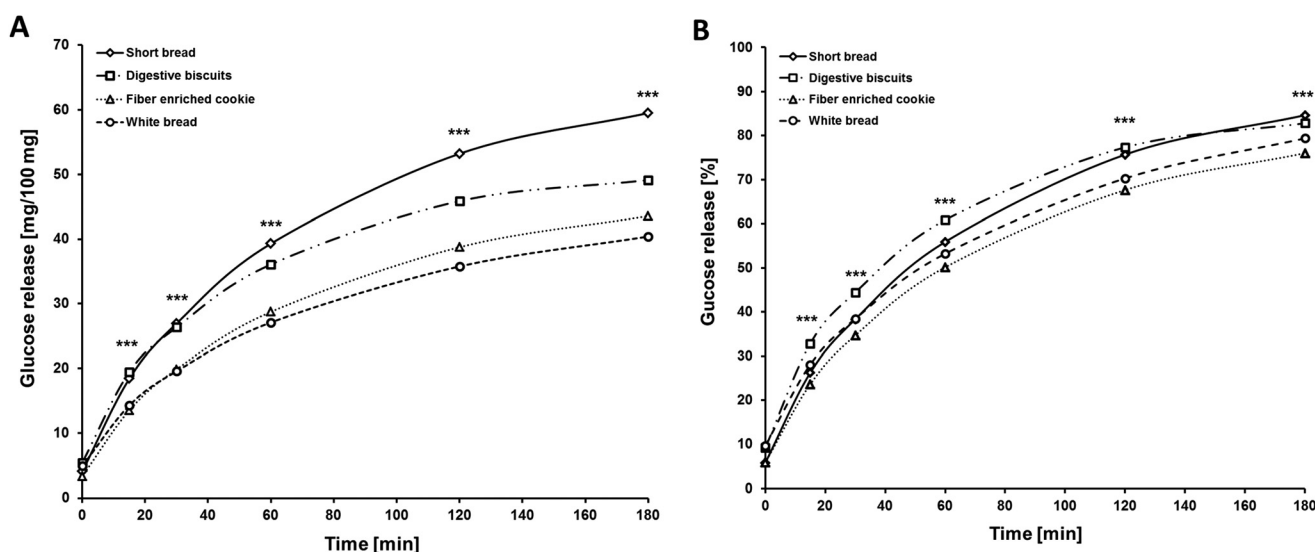 A
Glucose release [mg/100 mg]
70
60
50
40
30
20
10
0
Short bread
Digestive biscuits
Fiber enriched cookie
White bread
***
***
***
***
***
0 20 40 60 80 100 120 140 160 180
Time [min]
B
Gucose release [%]
100
90
80
70
60
50
40
30
20
10
0
Short bread
Digestive biscuits
Fiber enriched cookie
White bread
***
***
***
***
***
0 20 40 60 80 100 120 140 160 180
Time [min]